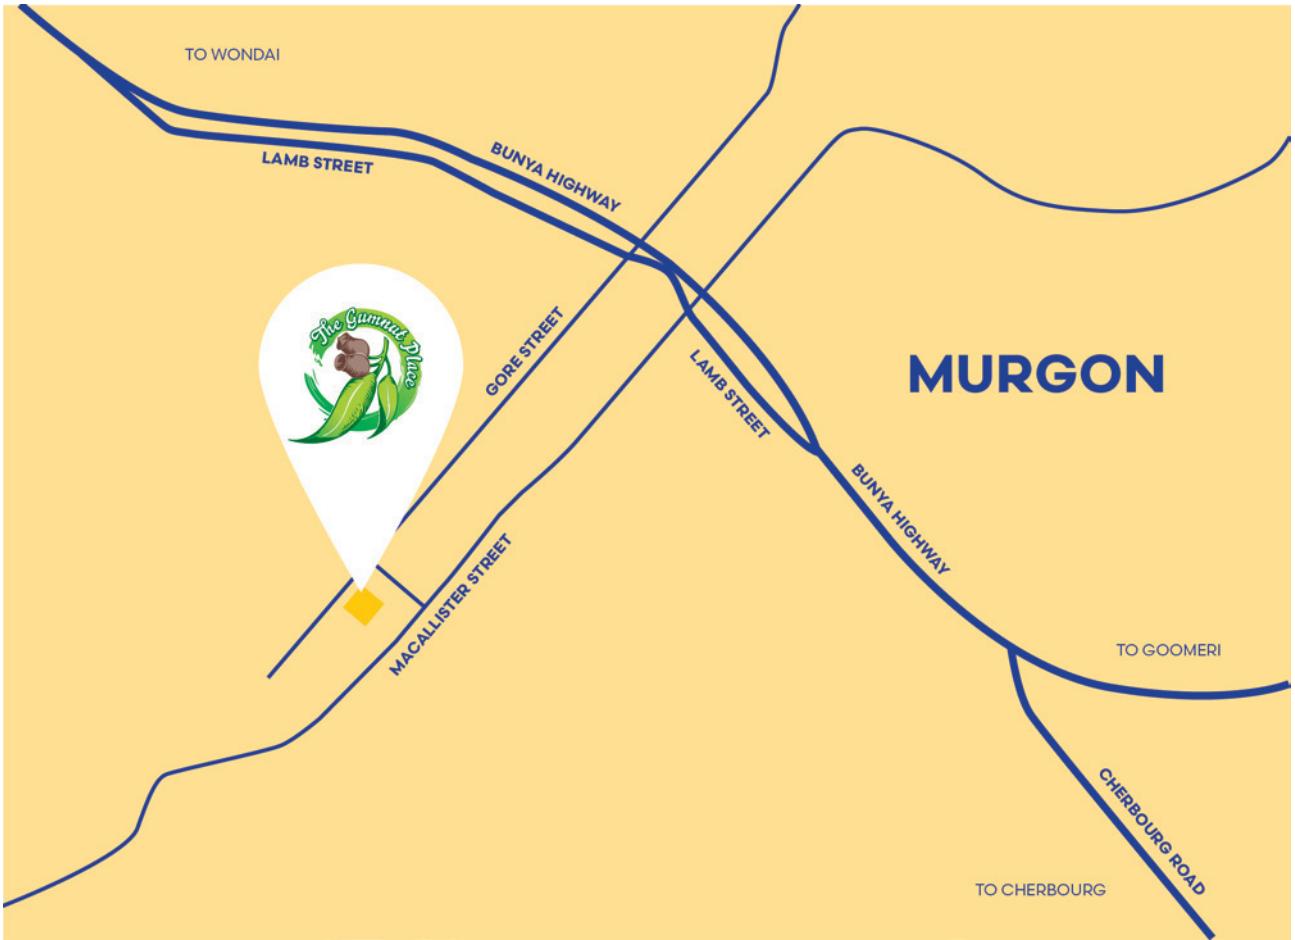 TO WONDAI
LAMB STREET
BUNYA HIGHWAY
The Gumnut Place
GORE STREET
LAMB STREET
MURGON
BUNYA HIGHWAY
MACALLISTER STREET
TO GOOMERI
CHERBOURG ROAD
TO CHERBOURG